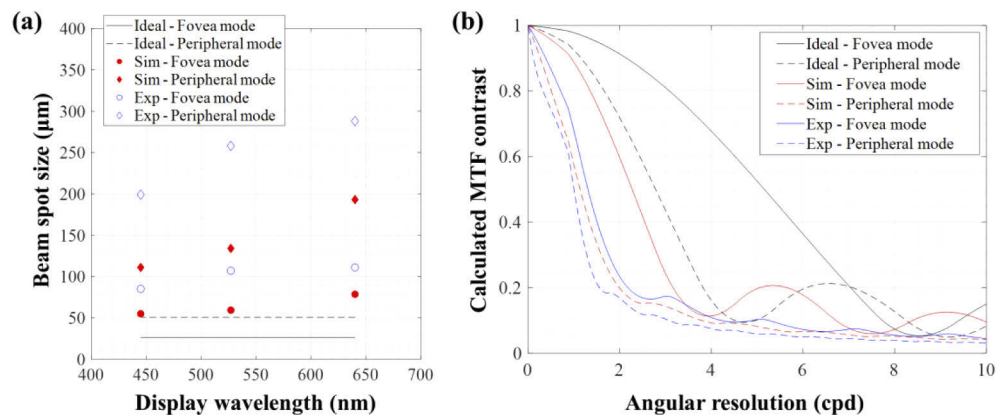 (a)
400
350
300
250
200
150
100
50
0
Beam spot size (μm)
Ideal - Fovea mode
Ideal - Peripheral mode
Sim - Fovea mode
Sim - Peripheral mode
Exp - Fovea mode
Exp - Peripheral mode
400 450 500 550 600 650 700
Display wavelength (nm)
(b)
1
0.8
0.6
0.4
0.2
0
Calculated MTF contrast
Ideal - Fovea mode
Ideal - Peripheral mode
Sim - Fovea mode
Sim - Peripheral mode
Exp - Fovea mode
Exp - Peripheral mode
0 2 4 6 8 10
Angular resolution (cpd)